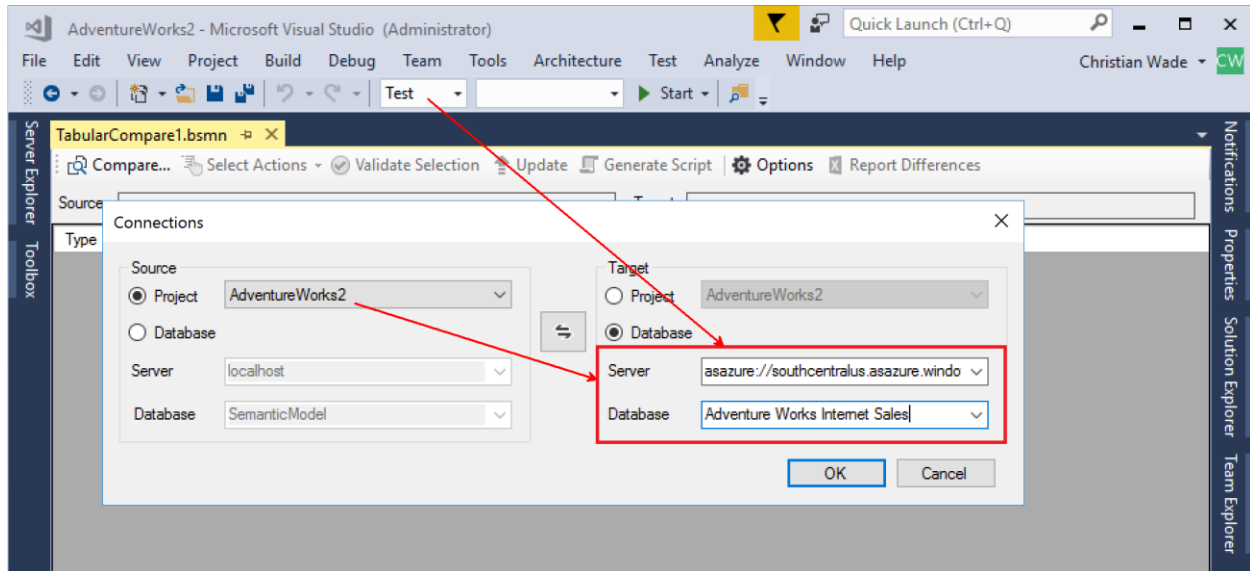 AdventureWorks2 - Microsoft Visual Studio (Administrator)
Quick Launch (Ctrl+Q)
File Edit View Project Build Debug Team Tools Architecture Test Analyze Window Help Christian Wade CW
Test Start
Server Explorer
Toolbox
TabularCompare1.bsmn
Compare... Select Actions Validate Selection Update Generate Script Options Report Differences
Source
Type
Connections
Source Target
Project AdventureWorks2 Project AdventureWorks2
Database Database
Server localhost Server asazure://southcentralus.asazure.windo
Database SemanticModel Database Adventure Works Internet Sales
OK Cancel
Notifications
Properties
Solution Explorer
Team Explorer